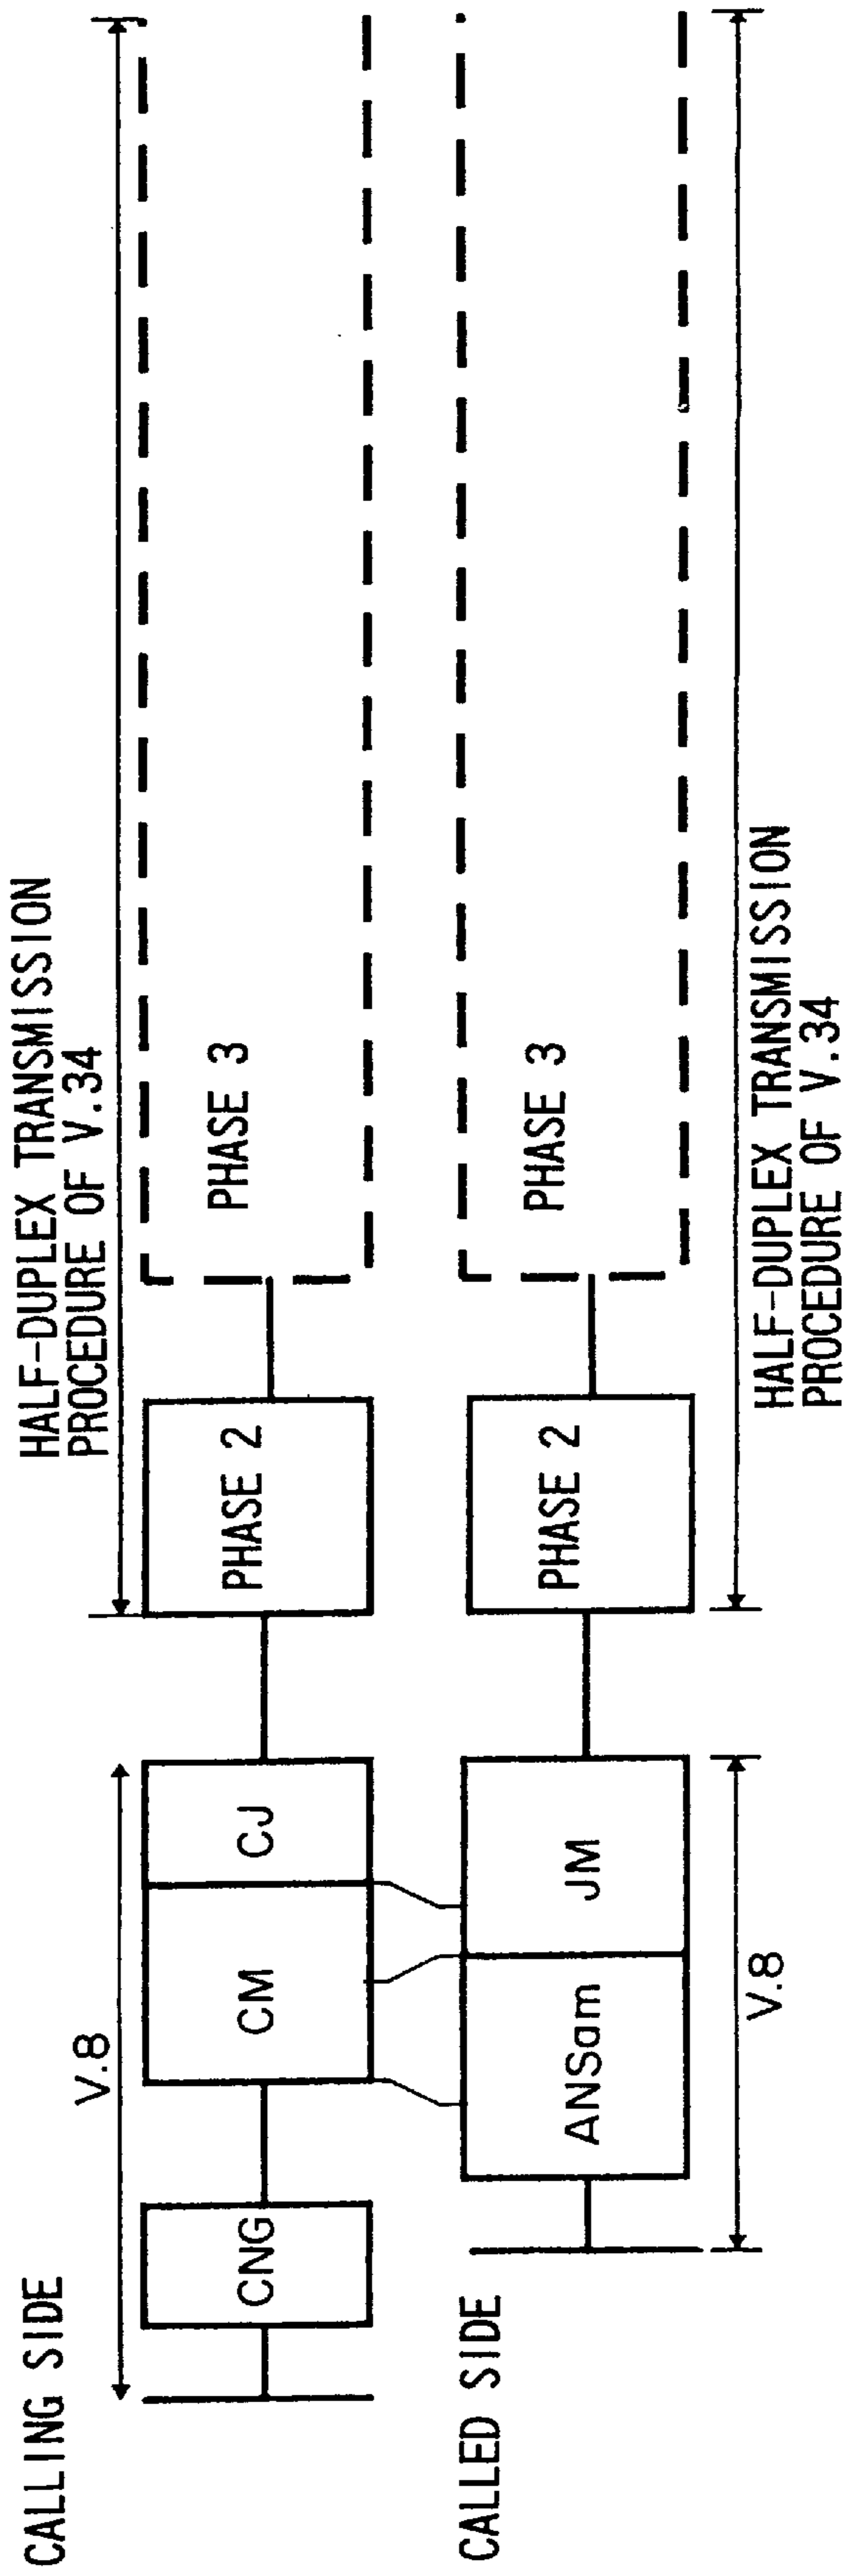 CALLING SIDE
V.8
HALF-DUPLEX TRANSMISSION
PROCEDURE OF V.34
CNG
CM
CJ
PHASE 2
PHASE 3
CALLED SIDE
ANSam
JM
PHASE 2
PHASE 3
V.8
HALF-DUPLEX TRANSMISSION
PROCEDURE OF V.34